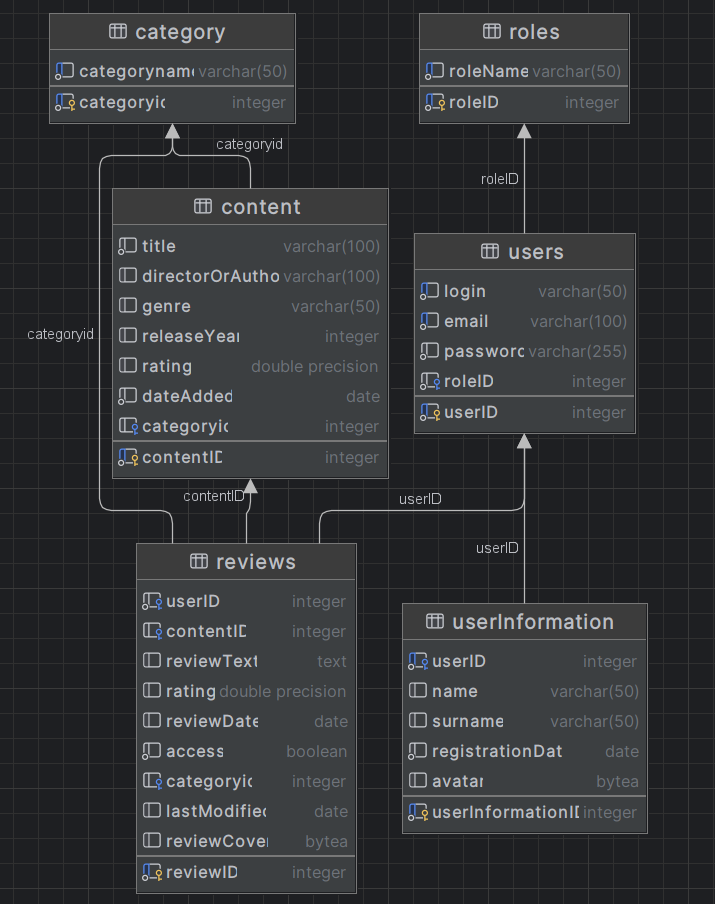 category
categorynam varchar(50)
categoryic integer
roles
roleName varchar(50)
roleID integer
categoryid
roleID
content
title varchar(100)
directorOrAutho varchar(100)
genre varchar(50)
releaseYear integer
rating double precision
dateAdded date
categoryic integer
contentID integer
users
login varchar(50)
email varchar(100)
password varchar(255)
roleID integer
userID integer
categoryid
contentID
userID
userID
reviews
userID integer
contentID integer
reviewText text
rating double precision
reviewDate date
access boolean
categoryic integer
lastModified date
reviewCover bytea
reviewID integer
userInformation
userID integer
name varchar(50)
surname varchar(50)
registrationDat date
avatar bytea
userInformationID integer